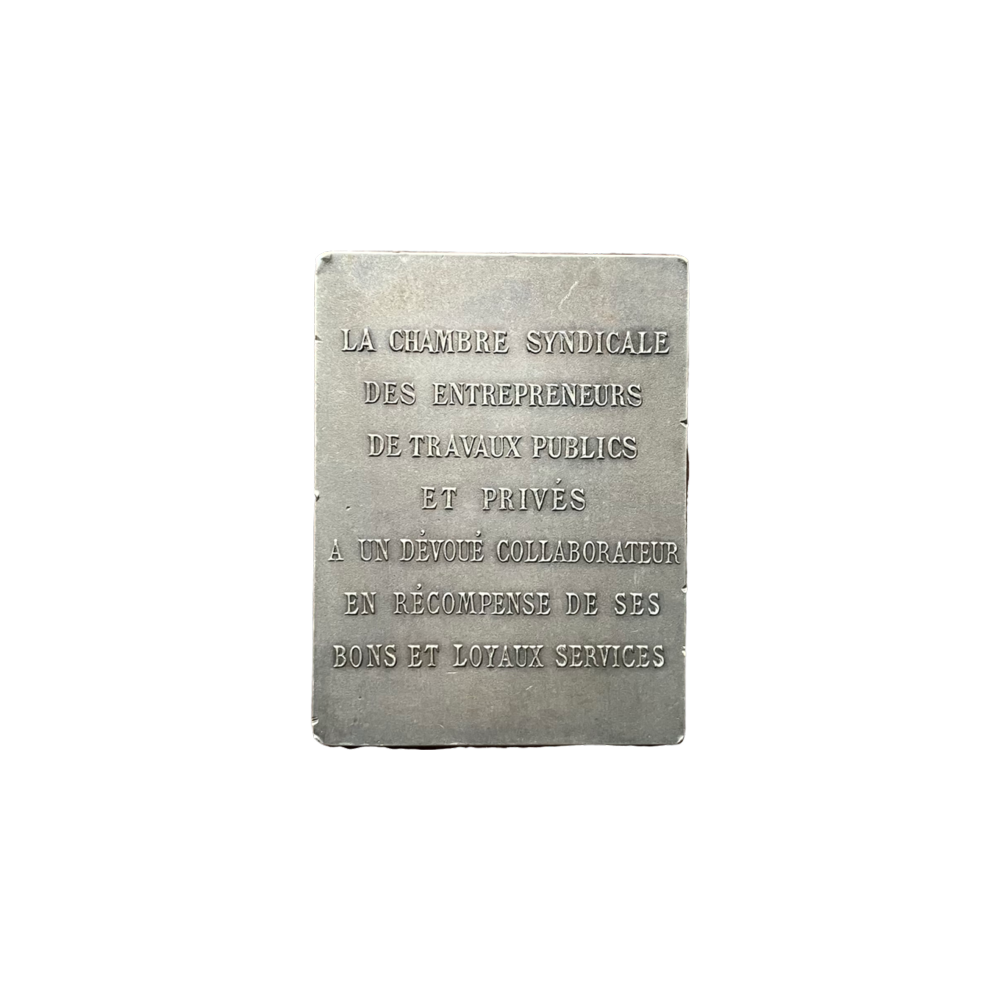 LA CHAMBRE SYNDICALE
DES ENTREPRENEURS
DE TRAVAUX PUBLICS
ET PRIVÉS
A UN DÉVOUÉ COLLABORATEUR
EN RÉCOMPENSE DE SES
BONS ET LOYAUX SERVICES